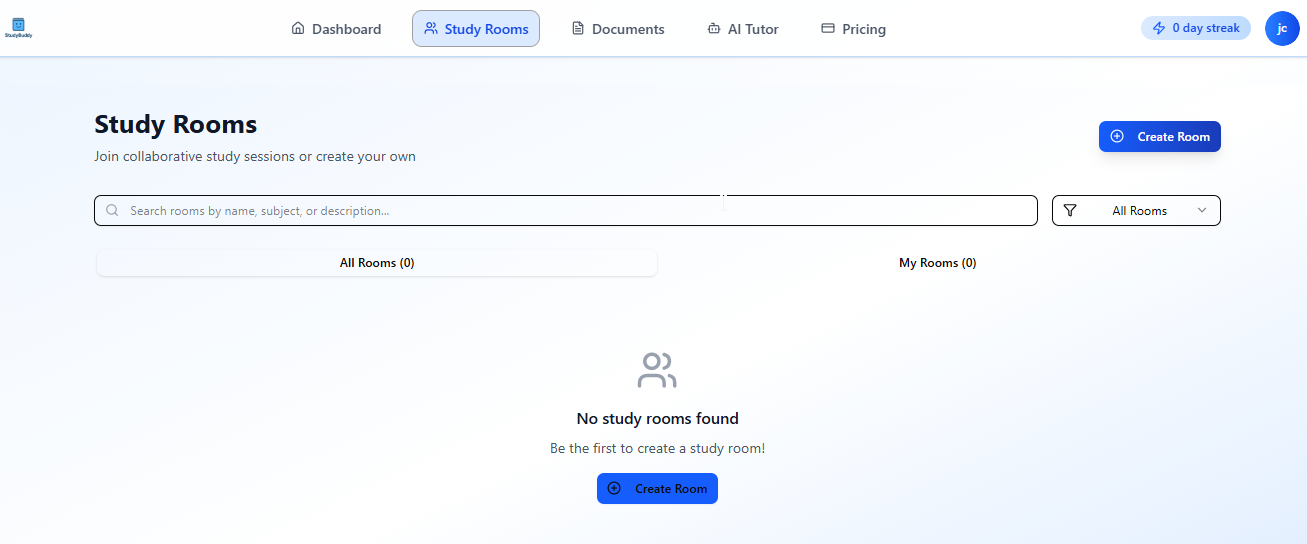 StudyBuddy
Dashboard
Study Rooms
Documents
AI Tutor
Pricing
0 day streak
jc
Study Rooms
Join collaborative study sessions or create your own
Create Room
Search rooms by name, subject, or description...
All Rooms
All Rooms (0)
My Rooms (0)
No study rooms found
Be the first to create a study room!
Create Room